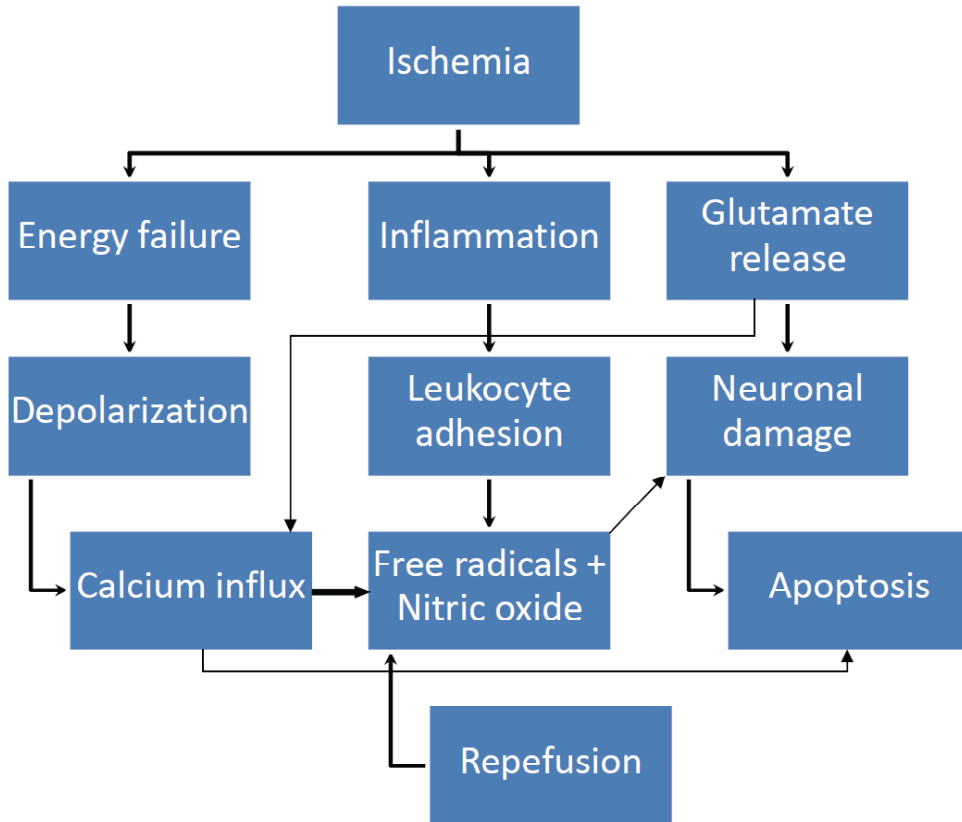 Ischemia
Energy failure
Inflammation
Glutamate
release
Depolarization
Leukocyte
adhesion
Neuronal
damage
Calcium influx
Free radicals +
Nitric oxide
Apoptosis
Repefusion